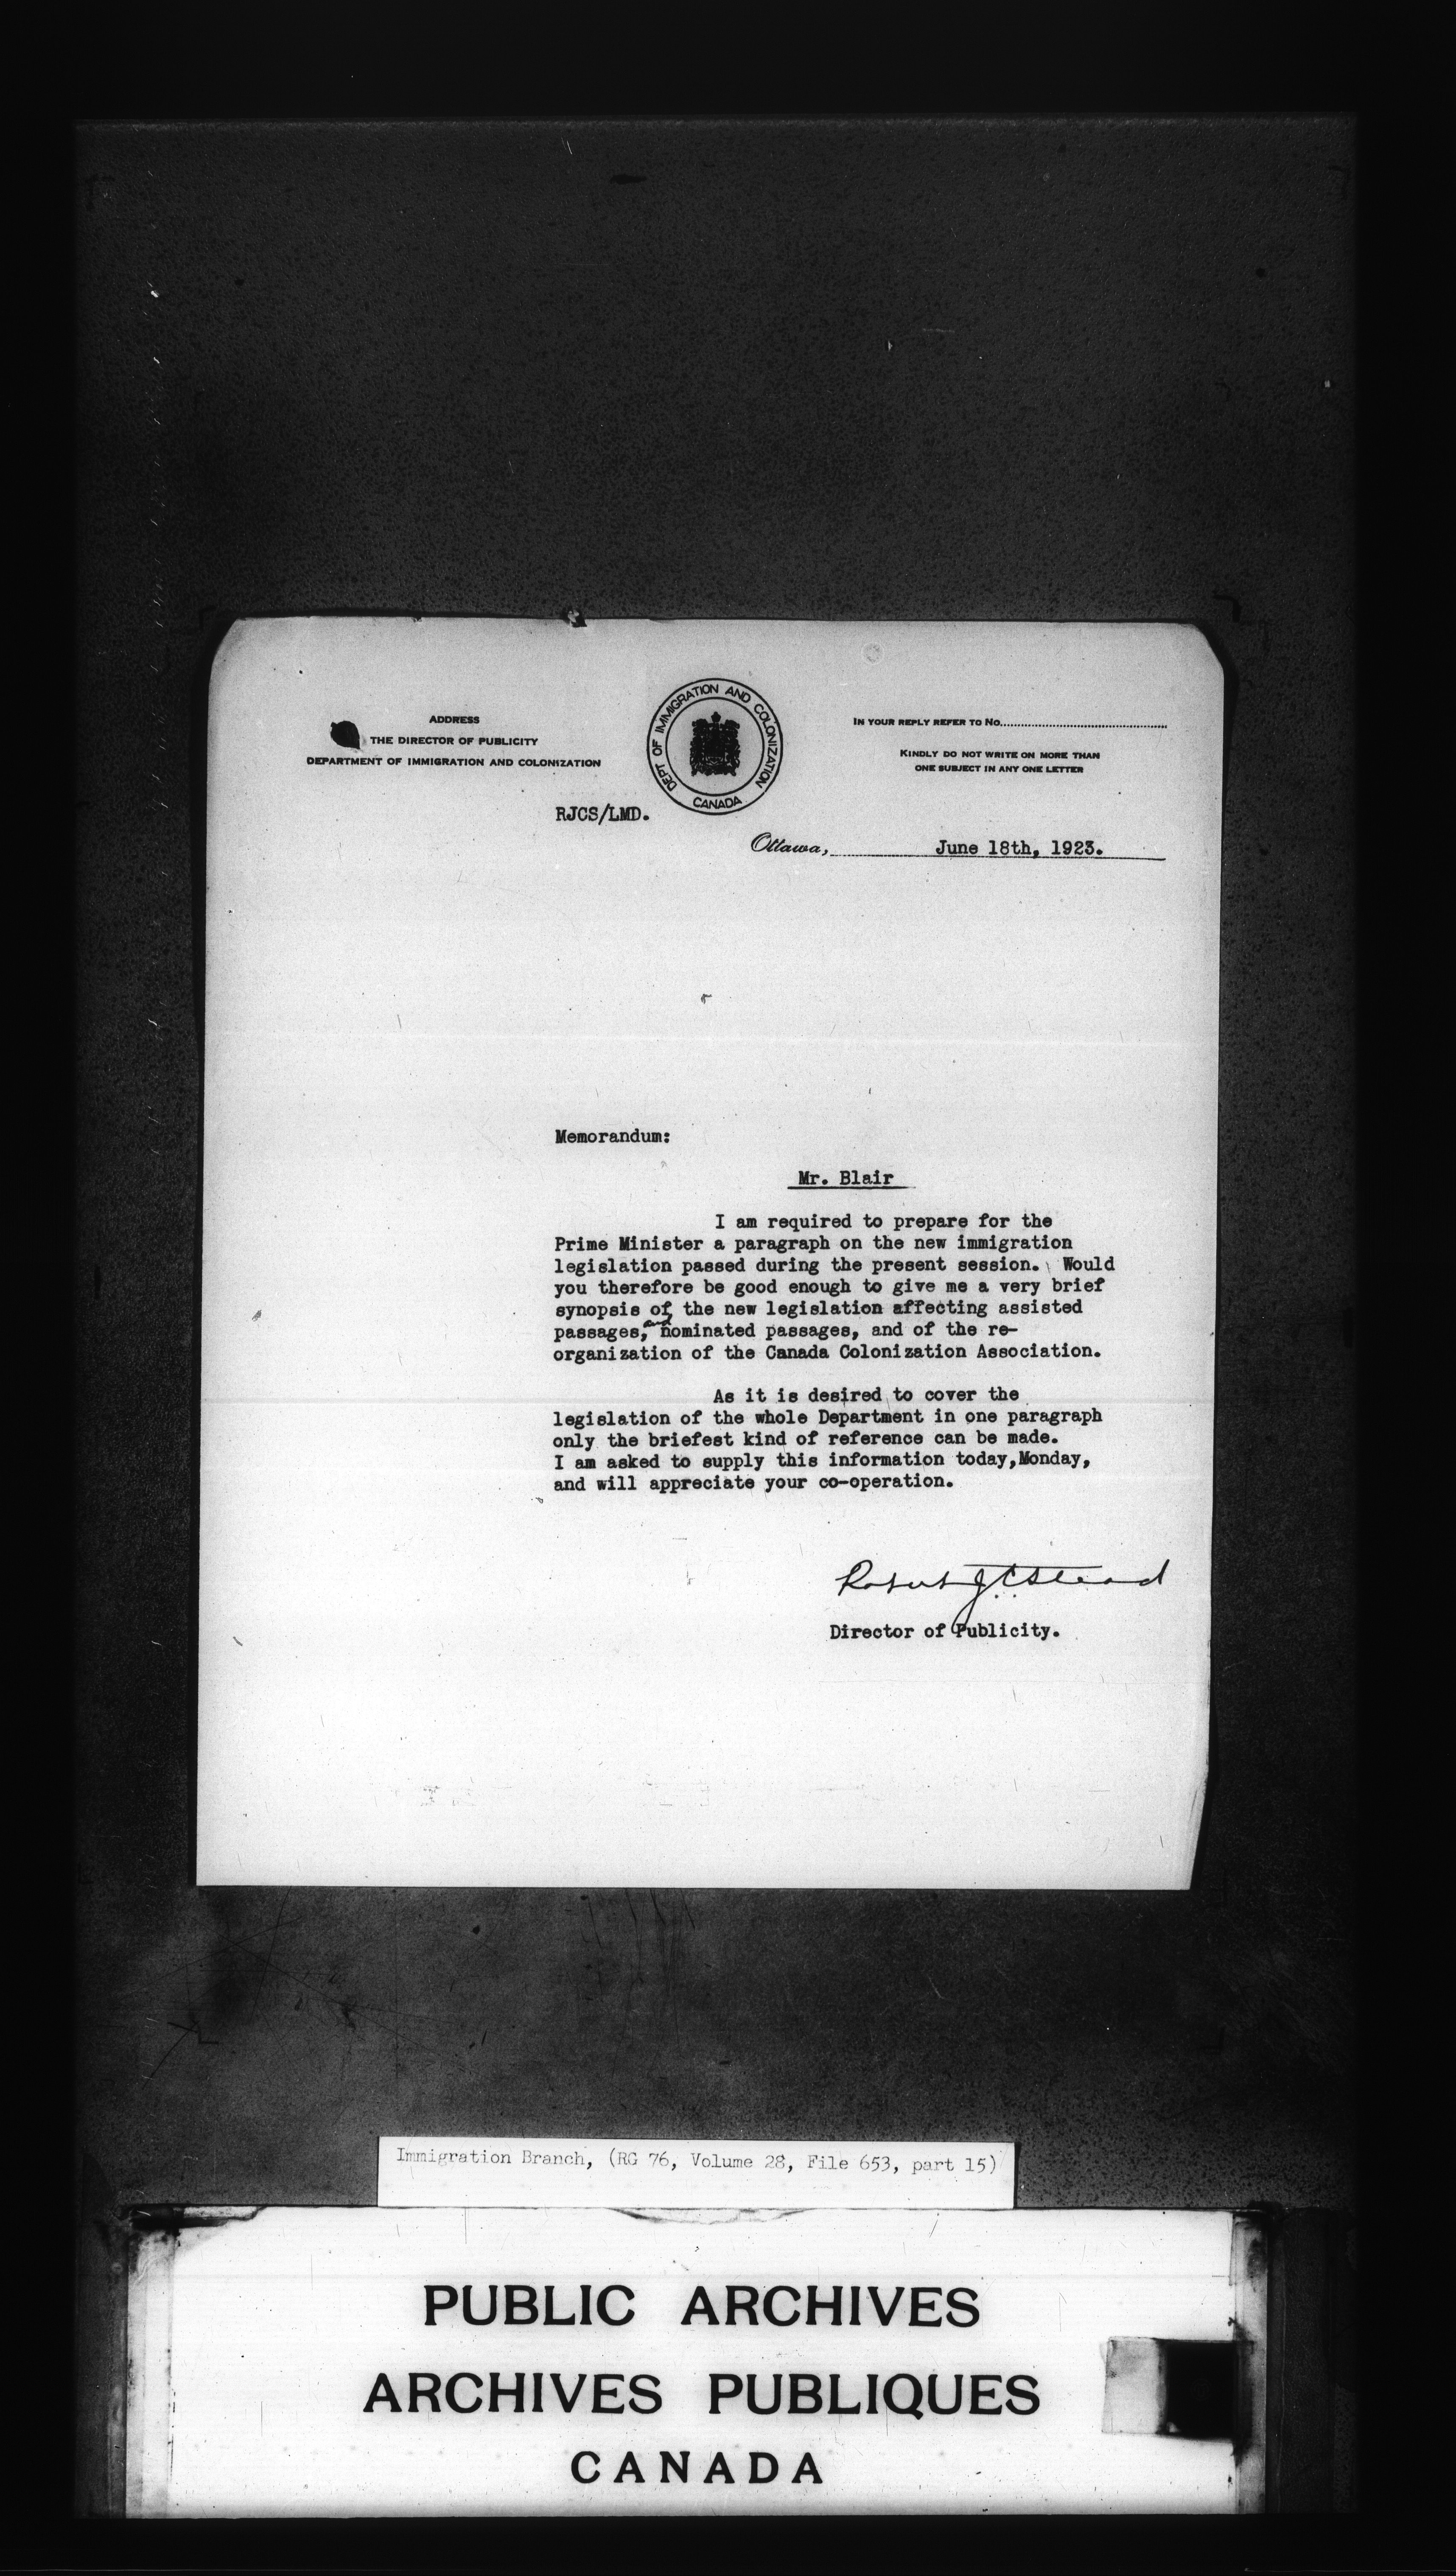 ADDRESS
THE DIRECTOR OF PUBLICITY
DEPARTMENT OF IMMIGRATION AND COLONIZATION
DEPT OF IMMIGRATION AND COLONIZATION
CANADA
IN YOUR REPLY REFER TO No.
KINDLY DO NOT WRITE ON MORE THAN
ONE SUBJECT IN ANY ONE LETTER
RJCS/LMD.
Ottawa, June 18th, 1923.
Memorandum:
Mr. Blair
I am required to prepare for the
Prime Minister a paragraph on the new immigration
legislation passed during the present session. Would
you therefore be good enough to give me a very brief
synopsis of the new legislation affecting assisted
passages, and nominated passages, and of the re-
organization of the Canada Colonization Association.
As it is desired to cover the
legislation of the whole Department in one paragraph
only the briefest kind of reference can be made.
I am asked to supply this information today,Monday,
and will appreciate your co-operation.
Robert J. C. Stead
Director of Publicity.
Immigration Branch, (RG 76, Volume 28, File 653, part 15)
PUBLIC ARCHIVES
ARCHIVES PUBLIQUES
CANADA